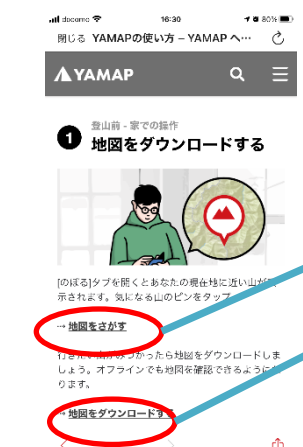 docomo 16:30 80%
閉じる YAMAPの使い方 – YAMAP ヘ…
YAMAP
登山前 - 家での操作
1 地図をダウンロードする
[のぼる]タブを開くとあなたの現在地に近い山が
示されます。気になる山のピンをタップ
→ 地図をさがす
行きたい山がみつかったら地図をダウンロードしま
しょう。オフラインでも地図を確認できるように
ります。
→ 地図をダウンロードする